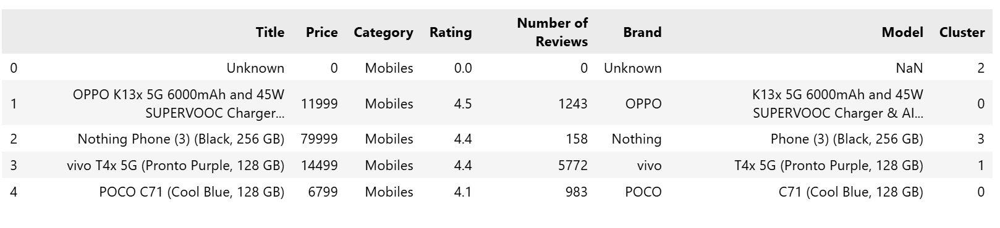 Title Price Category Rating Number of Reviews Brand Model Cluster
0 Unknown 0 Mobiles 0.0 0 Unknown NaN 2
1 OPPO K13x 5G 6000mAh and 45W SUPERVOOC Charger... 11999 Mobiles 4.5 1243 OPPO K13x 5G 6000mAh and 45W SUPERVOOC Charger & AI... 0
2 Nothing Phone (3) (Black, 256 GB) 79999 Mobiles 4.4 158 Nothing Phone (3) (Black, 256 GB) 3
3 vivo T4x 5G (Pronto Purple, 128 GB) 14499 Mobiles 4.4 5772 vivo T4x 5G (Pronto Purple, 128 GB) 1
4 POCO C71 (Cool Blue, 128 GB) 6799 Mobiles 4.1 983 POCO C71 (Cool Blue, 128 GB) 0